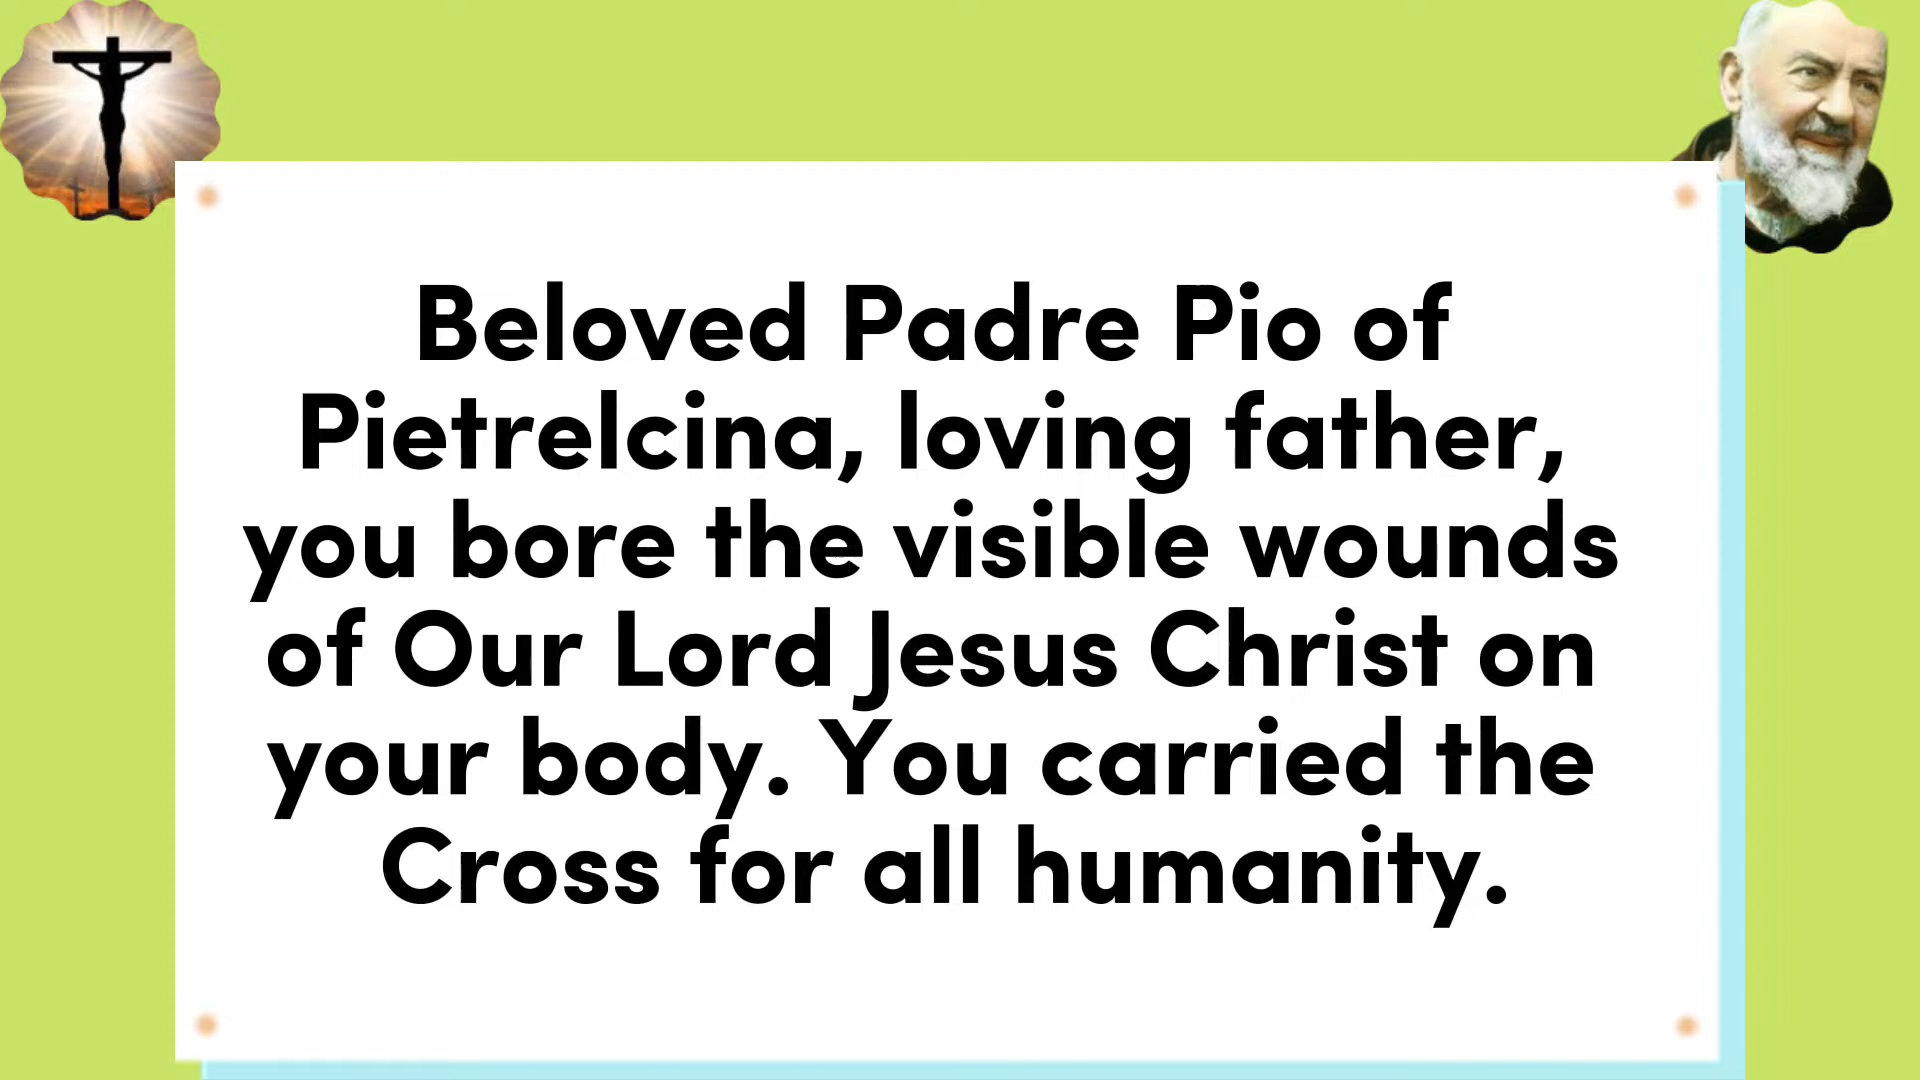 Beloved Padre Pio of
Pietrelcina, loving father,
you bore the visible wounds
of Our Lord Jesus Christ on
your body. You carried the
Cross for all humanity.